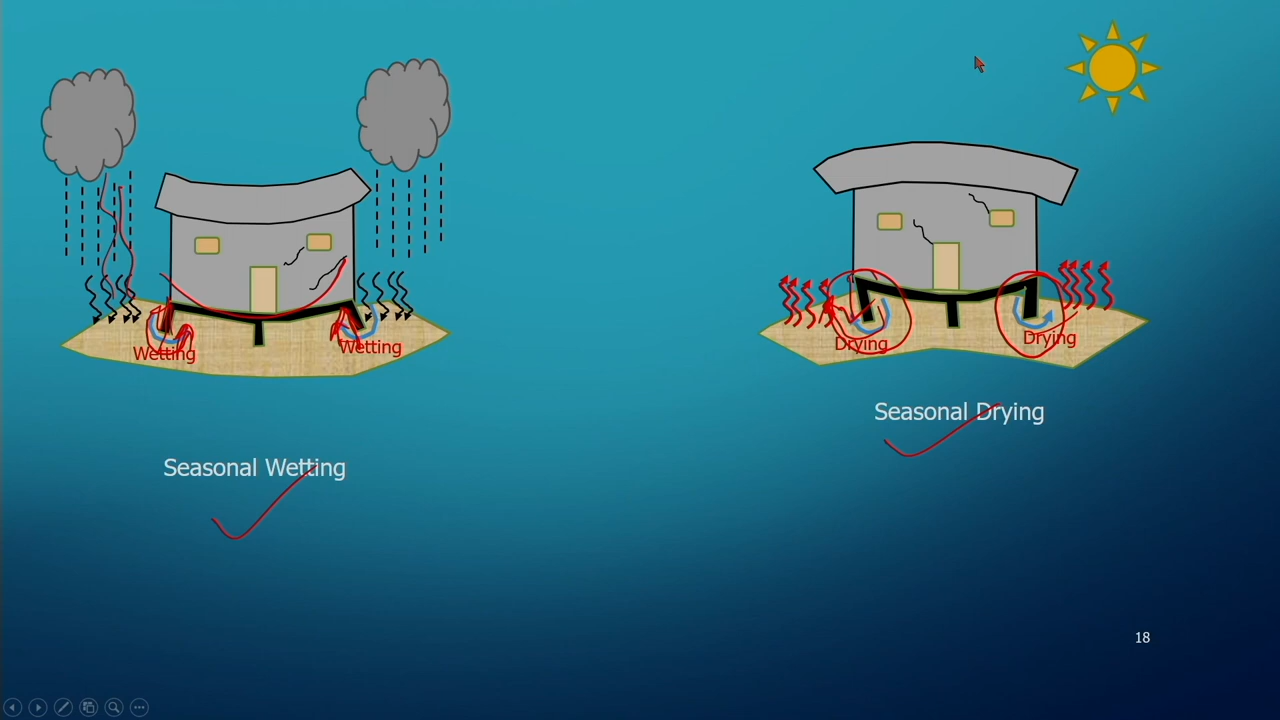 Wetting
Wetting
Drying
Drying
Seasonal Drying
Seasonal Wetting
18